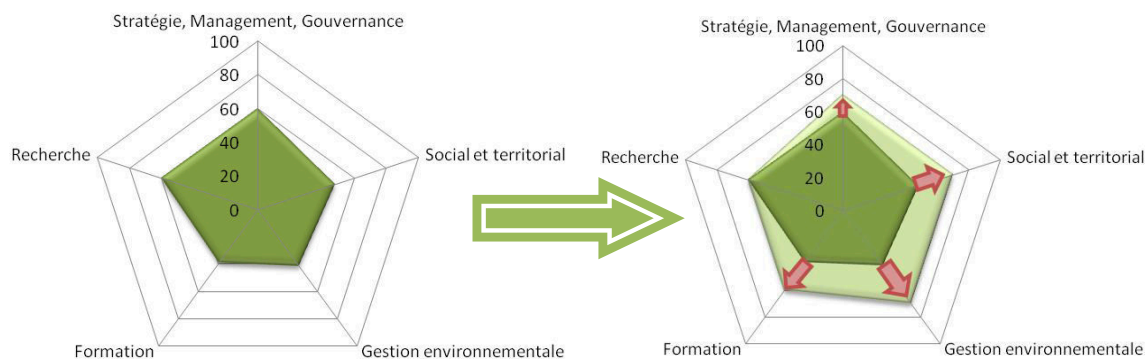 Stratégie, Management, Gouvernance
100
80
60
40
20
0
Recherche
Social et territorial
Formation
Gestion environnementale
Stratégie, Management, Gouvernance
100
80
60
40
20
0
Recherche
Social et territorial
Formation
Gestion environnementale